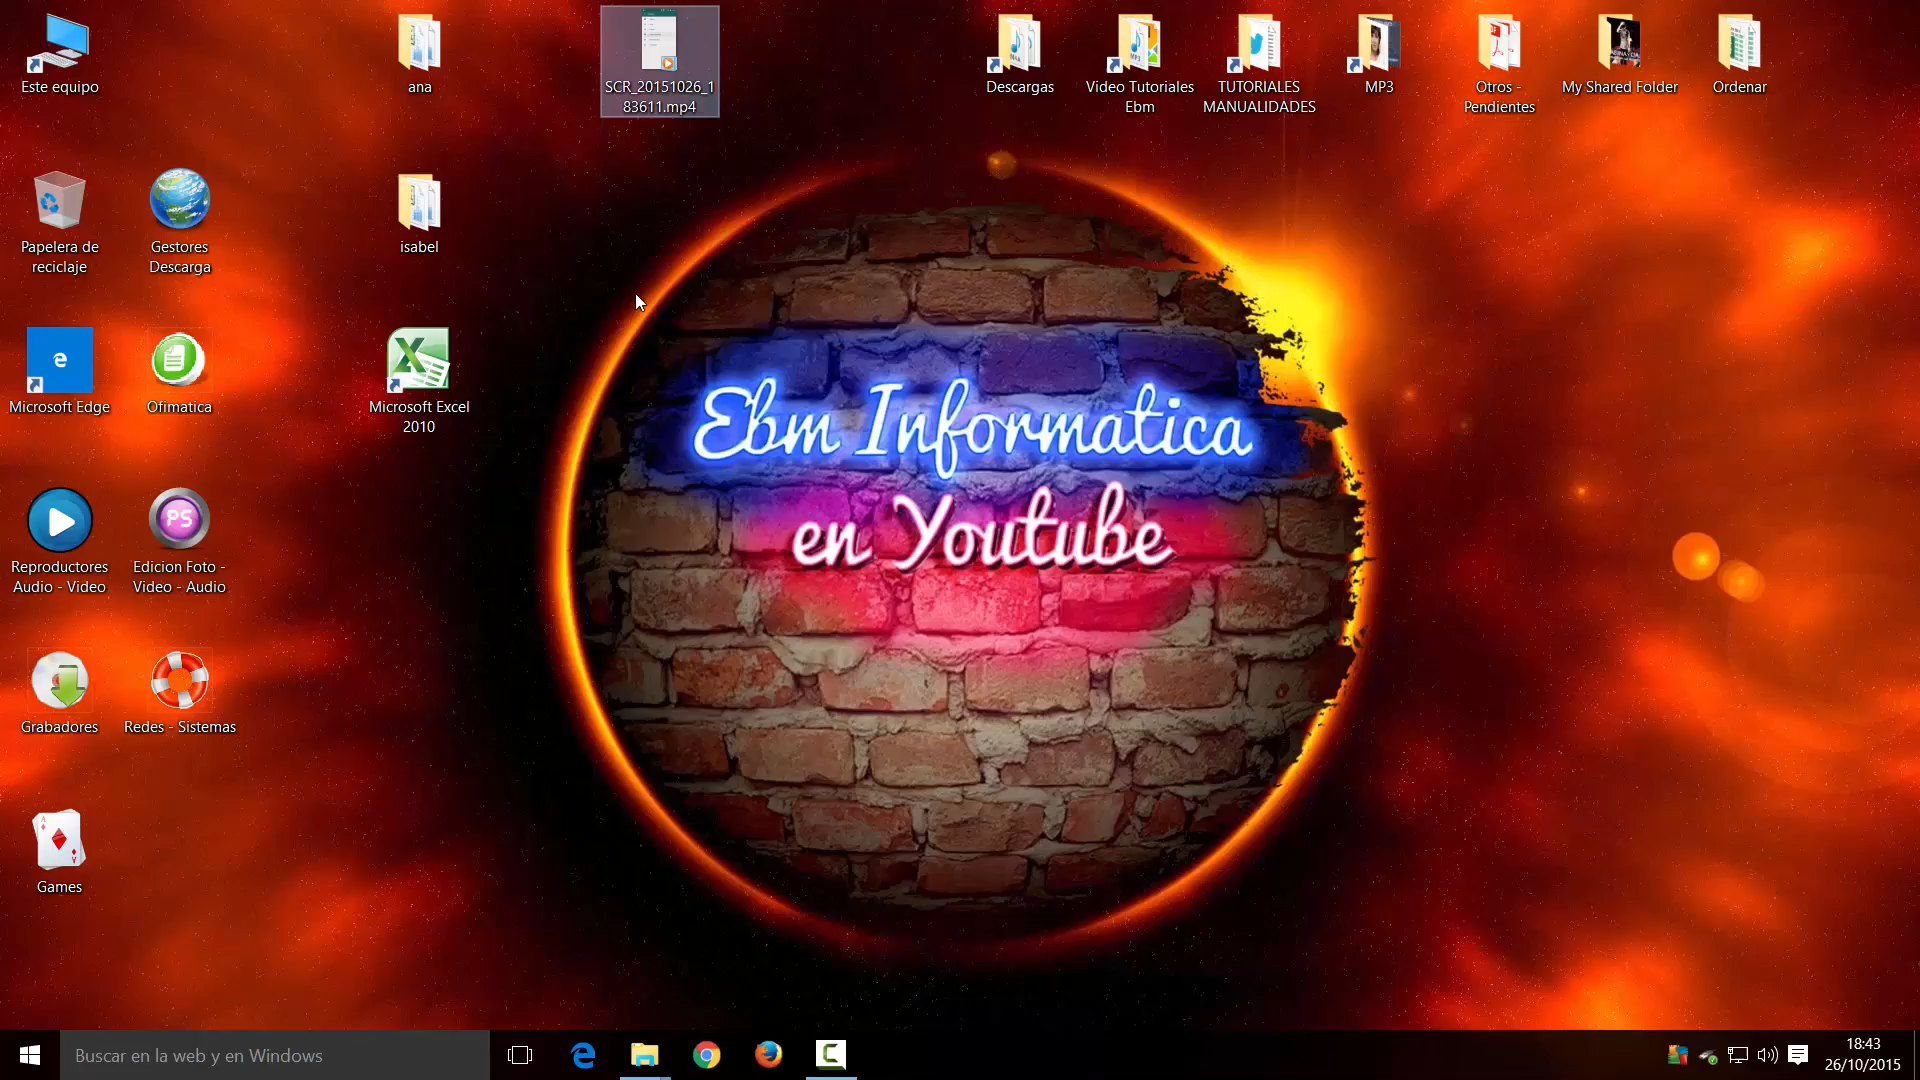 Este equipo
ana
SCR_20151026_1
83611.mp4
Descargas
Video Tutoriales
Ebm
TUTORIALES
MANUALIDADES
MP3
Otros -
Pendientes
My Shared Folder
Ordenar
Papelera de
reciclaje
Gestores
Descarga
isabel
Microsoft Edge
Ofimatica
Microsoft Excel
2010
Ebm Informatica
en Youtube
Reproductores
Audio - Video
PS
Edicion Foto -
Video - Audio
Grabadores
Redes - Sistemas
Games
Buscar en la web y en Windows
18:43
26/10/2015